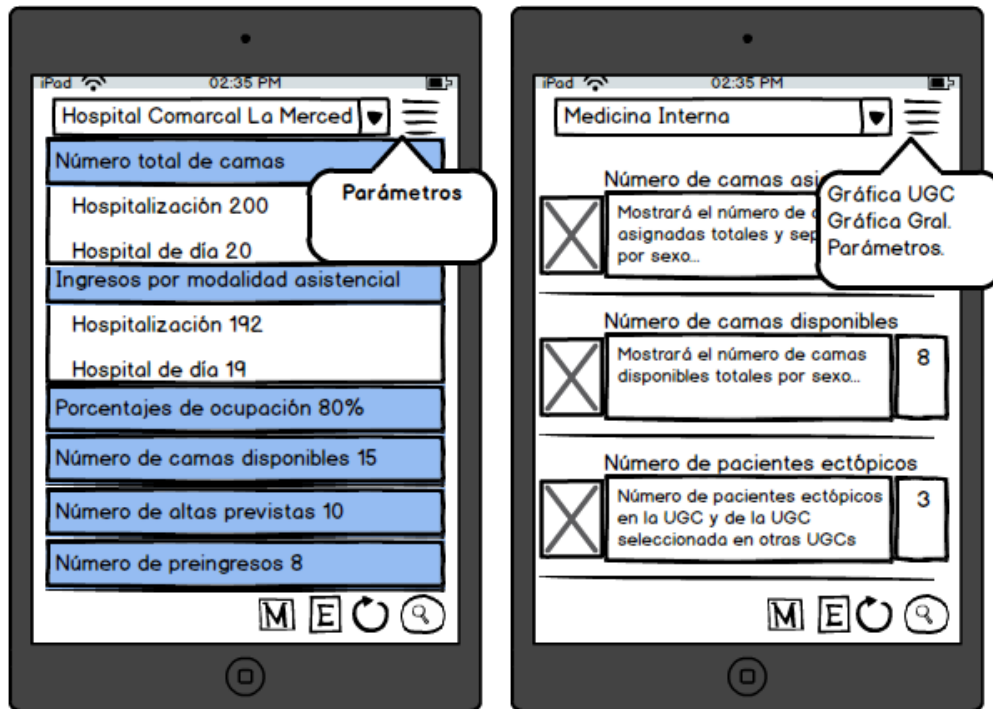 iPad 02:35 PM
Hospital Comarcal La Merced
Parámetros
Número total de camas
Hospitalización 200
Hospital de día 20
Ingresos por modalidad asistencial
Hospitalización 192
Hospital de día 19
Porcentajes de ocupación 80%
Número de camas disponibles 15
Número de altas previstas 10
Número de preingresos 8
M E
iPad 02:35 PM
Medicina Interna
Gráfica UGC
Gráfica Gral.
Parámetros.
Número de camas
Mostrará el número de
asignadas totales y
por sexo...
Número de camas disponibles
Mostrará el número de camas
disponibles totales por sexo...
8
Número de pacientes ectópicos
Número de pacientes ectópicos
en la UGC y de la UGC
seleccionada en otras UGCs
3
M E